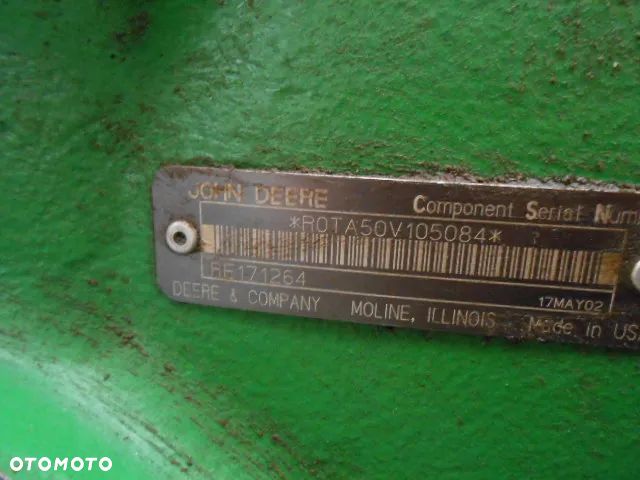 JOHN DEERE Component Serial Num
*R0TA50V105084*
RE171264
17MAY02
DEERE & COMPANY MOLINE, ILLINOIS Made in USA
OTOMOTO